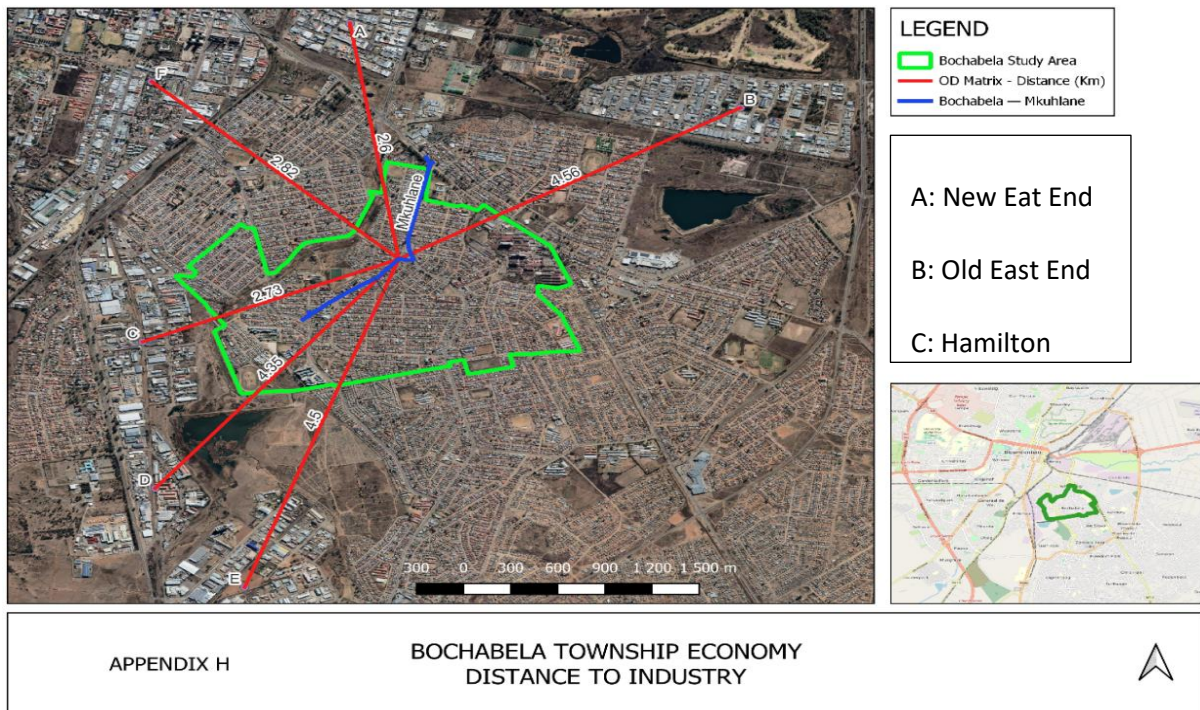 A
F
B
2.6
2.82
4.56
Mkuhlane
2.73
C
4.35
4.5
D
E
300 0 300 600 900 1 200 1 500 m
LEGEND
Bochabela Study Area
OD Matrix - Distance (Km)
Bochabela — Mkuhlane
A: New Eat End
B: Old East End
C: Hamilton
APPENDIX H
BOCHABELA TOWNSHIP ECONOMY
DISTANCE TO INDUSTRY